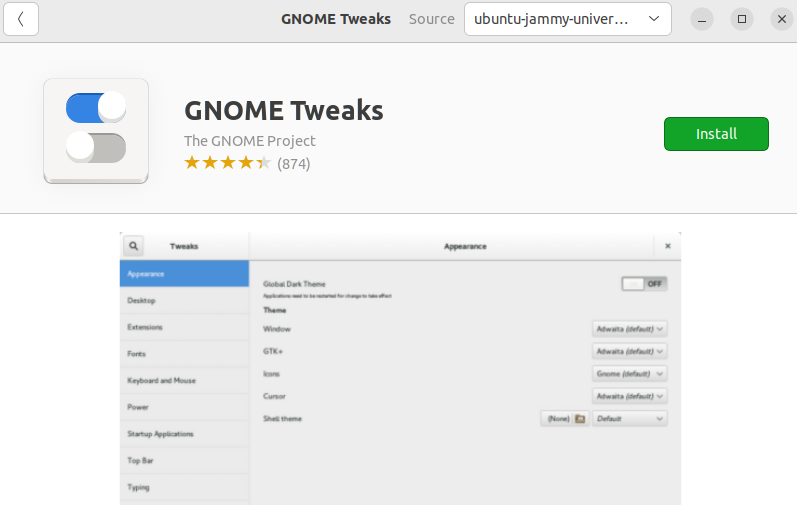 GNOME Tweaks Source ubuntu-jammy-univer...
GNOME Tweaks
The GNOME Project
(874)
Install
Tweaks
Appearance
Appearance
Desktop
Extensions
Fonts
Keyboard and Mouse
Power
Startup Applications
Top Bar
Typing
Global Dark Theme OFF
Applications need to be restarted for change to take effect
Theme
Window Adwaita (default)
GTK+ Adwaita (default)
Icons Gnome (default)
Cursor Adwaita (default)
Shell theme (None) Default